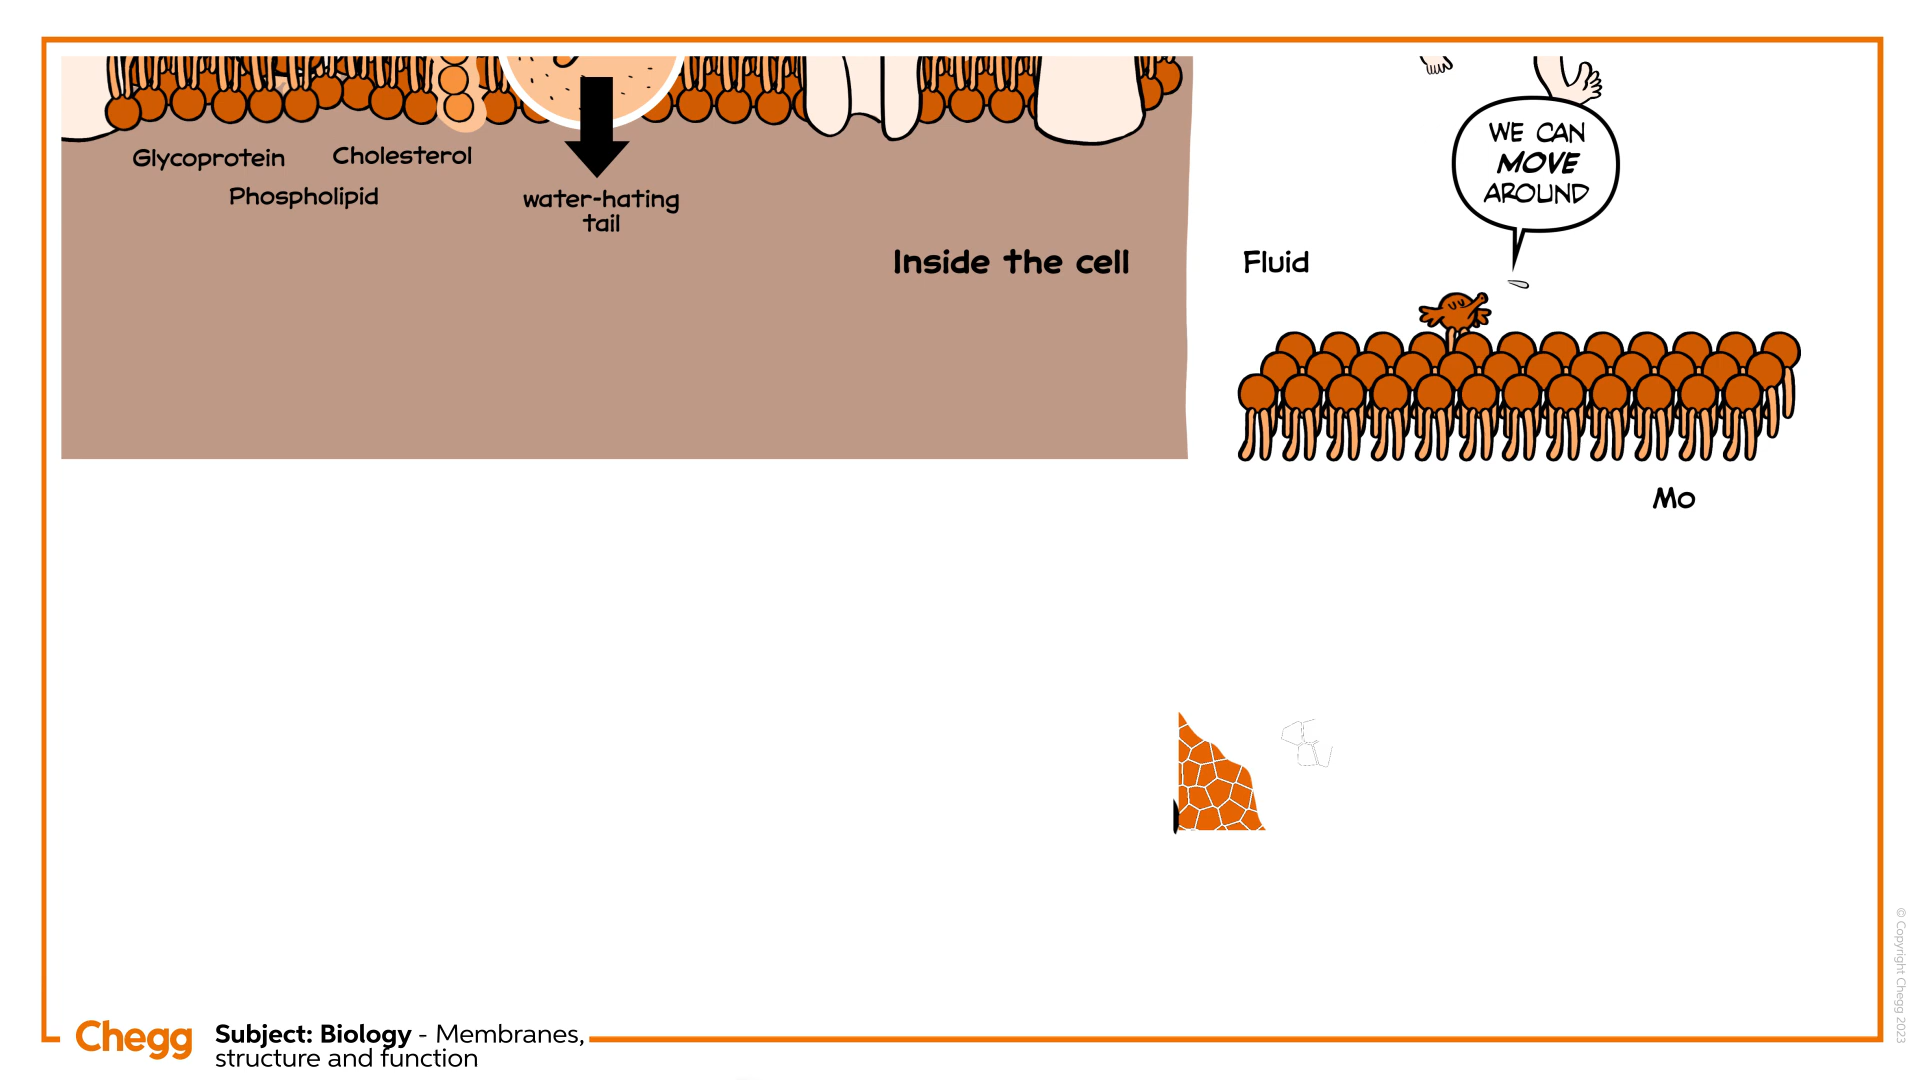 Glycoprotein
Cholesterol
Phospholipid
water-hating
tail
Inside the cell
WE CAN
MOVE
AROUND
Fluid
Mo
Chegg
Subject: Biology - Membranes,
structure and function
© Copyright Chegg 2023